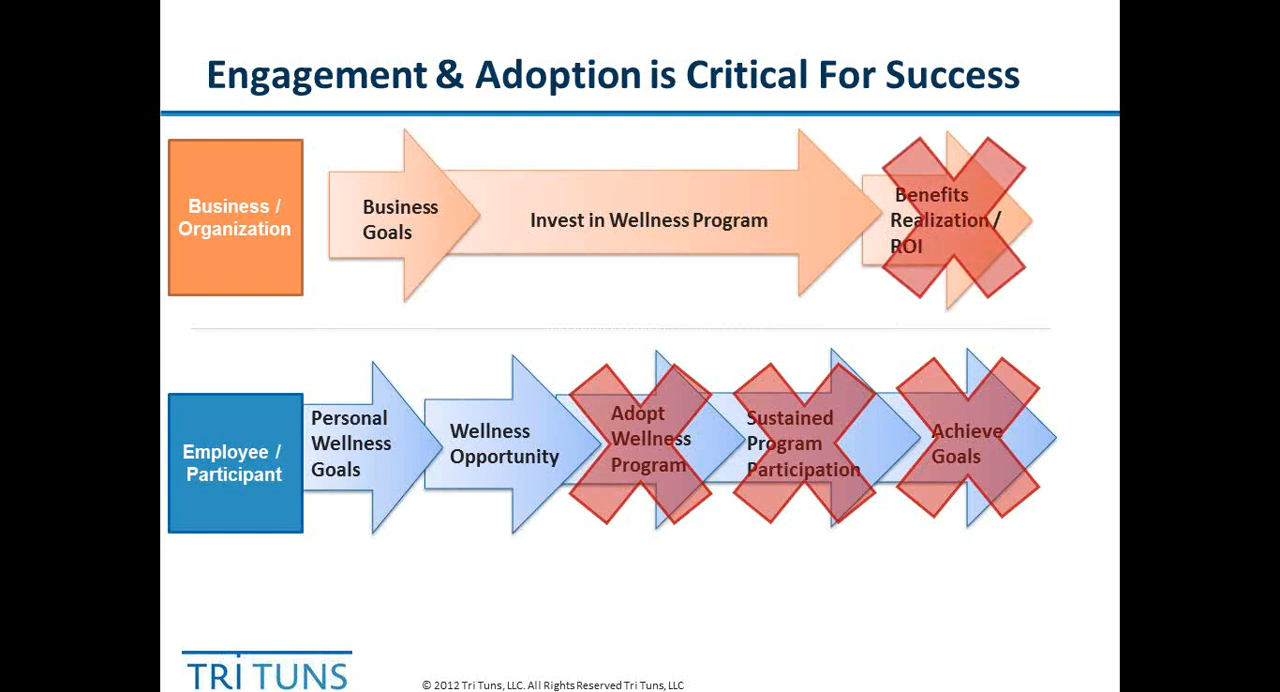 Engagement & Adoption is Critical For Success
Business /
Organization
Business
Goals
Invest in Wellness Program
Benefits
Realization /
ROI
Employee /
Participant
Personal
Wellness
Goals
Wellness
Opportunity
Adopt
Wellness
Program
Sustained
Program
Participation
Achieve
Goals
TRI TUNS
© 2012 Tri Tuns, LLC. All Rights Reserved Tri Tuns, LLC